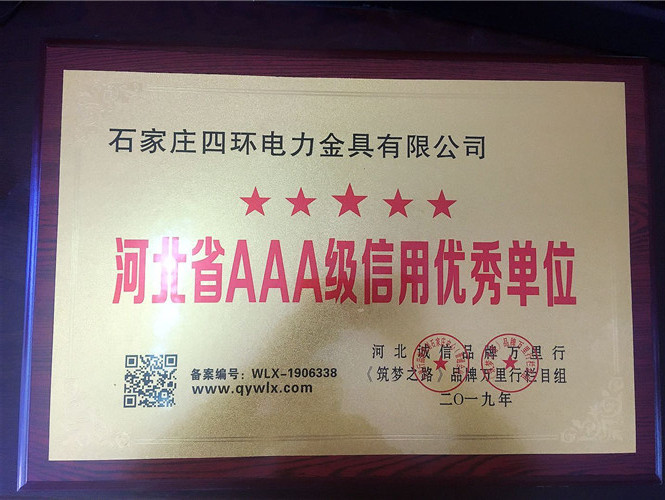 石家庄四环电力金具有限公司
★★★★★
河北省AAA级信用优秀单位
备案编号：WLX-1906338
www.qywlx.com
河北诚信品牌万里行
《筑梦之路》品牌万里行栏目组
二〇一九年